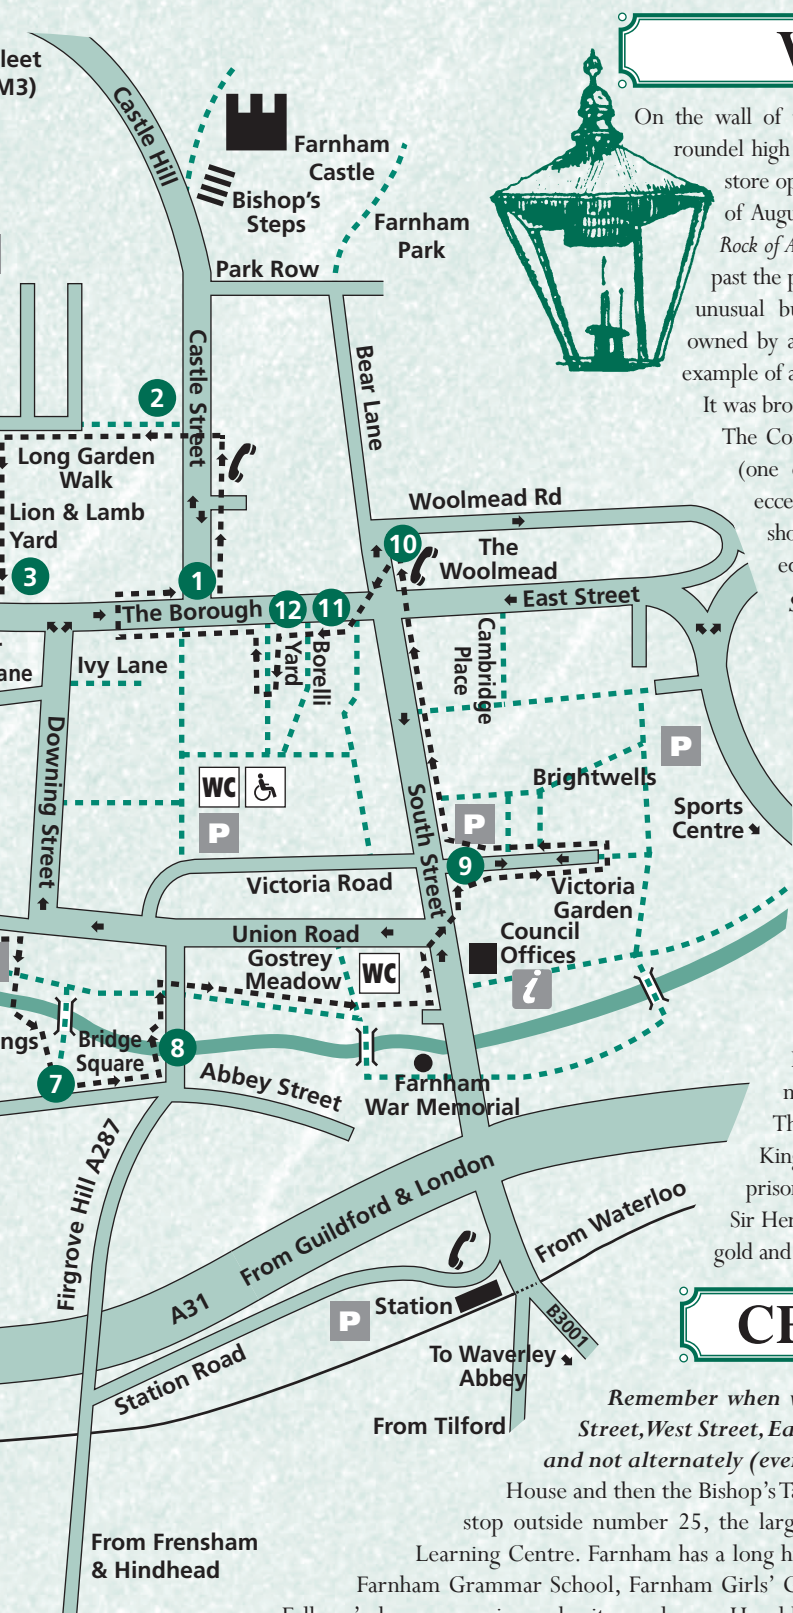 leet
M3)
Castle Hill
Farnham
Castle
Bishop's
Steps
Farnham
Park
Park Row
Castle Street
Bear Lane
2
Long Garden
Walk
Lion & Lamb
Yard
3
1
The Borough
12
11
10
Woolmead Rd
The
Woolmead
East Street
ane
Ivy Lane
Borelli
Yard
Cambridge
Place
Downing Street
WC
P
South Street
P
P
Brightwells
Sports
Centre
9
Victoria Road
Victoria
Garden
Union Road
Council
Offices
i
Gostrey
Meadow
WC
ngs
Bridge
Square
8
7
Abbey Street
Farnham
War Memorial
Firgrove Hill A287
From Guildford & London
A31
From Waterloo
P
Station
Station Road
B3001
To Waverley
Abbey
From Tilford
From Frensham
& Hindhead
On the wall of
roundel high
store op
of Augu
Rock of A
past the p
unusual bu
owned by a
example of a
It was bro
The Co
(one
ecce
sho
ec
n
Th
King
prison
Sir Her
gold and
CE
Remember when
Street, West Street, Ea
and not alternately (ever
House and then the Bishop's Ta
stop outside number 25, the larg
Learning Centre. Farnham has a long h
Farnham Grammar School, Farnham Girls' C